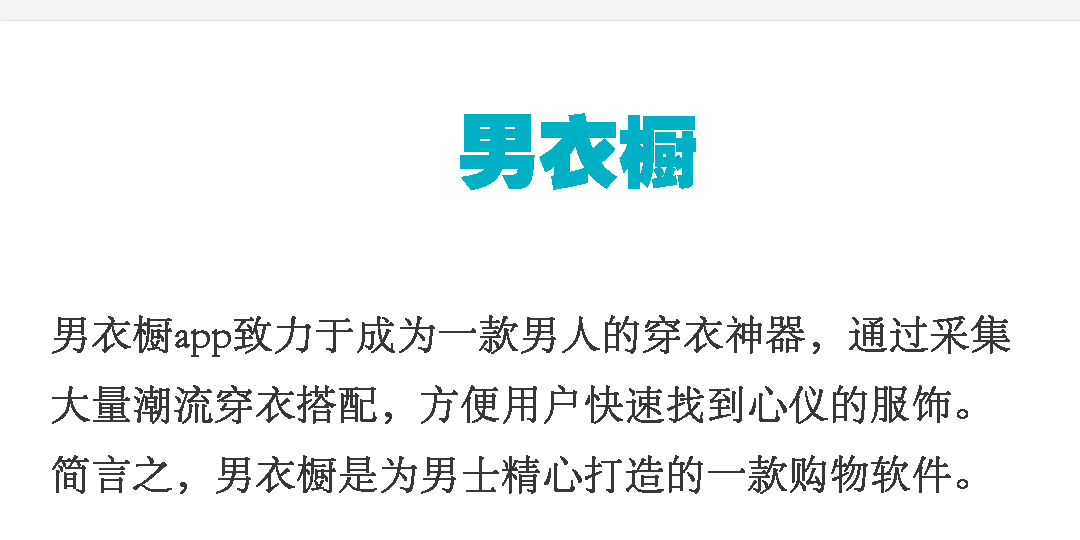 男衣橱
男衣橱app致力于成为一款男人的穿衣神器，通过采集
大量潮流穿衣搭配，方便用户快速找到心仪的服饰。
简言之，男衣橱是为男士精心打造的一款购物软件。